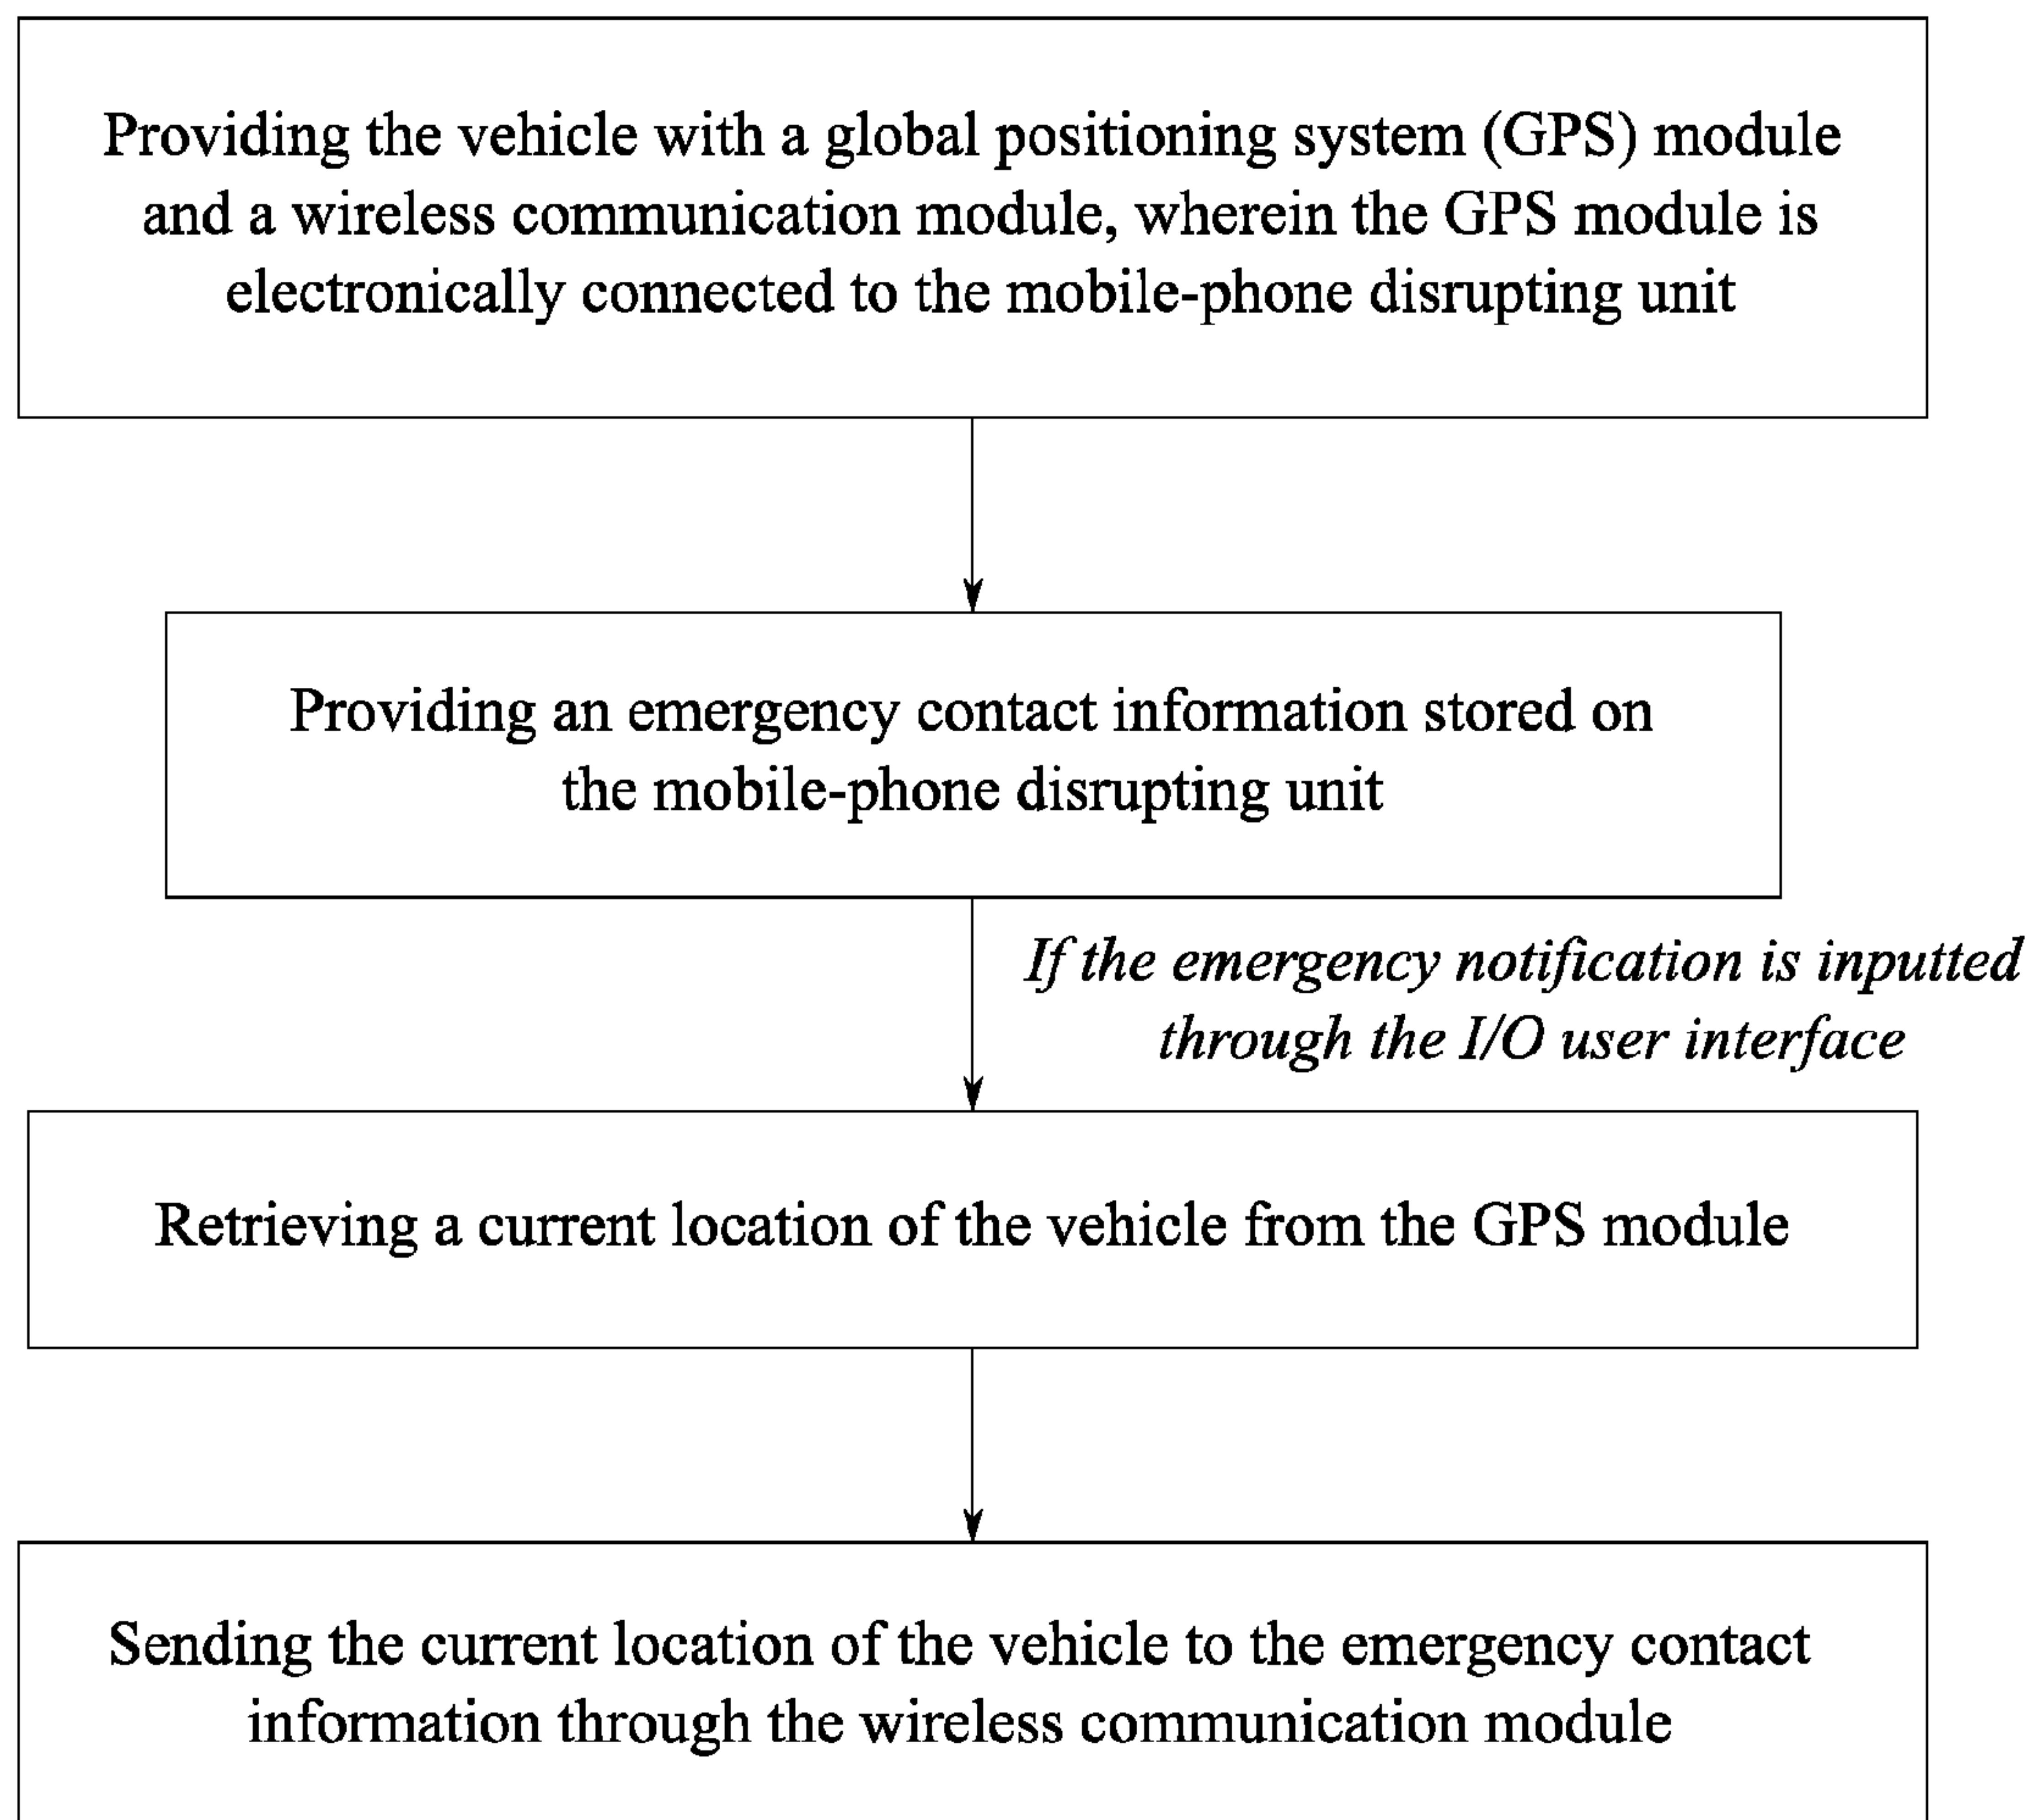 Providing the vehicle with a global positioning system (GPS) module
and a wireless communication module, wherein the GPS module is
electronically connected to the mobile-phone disrupting unit
Providing an emergency contact information stored on
the mobile-phone disrupting unit
If the emergency notification is inputted
through the I/O user interface
Retrieving a current location of the vehicle from the GPS module
Sending the current location of the vehicle to the emergency contact
information through the wireless communication module